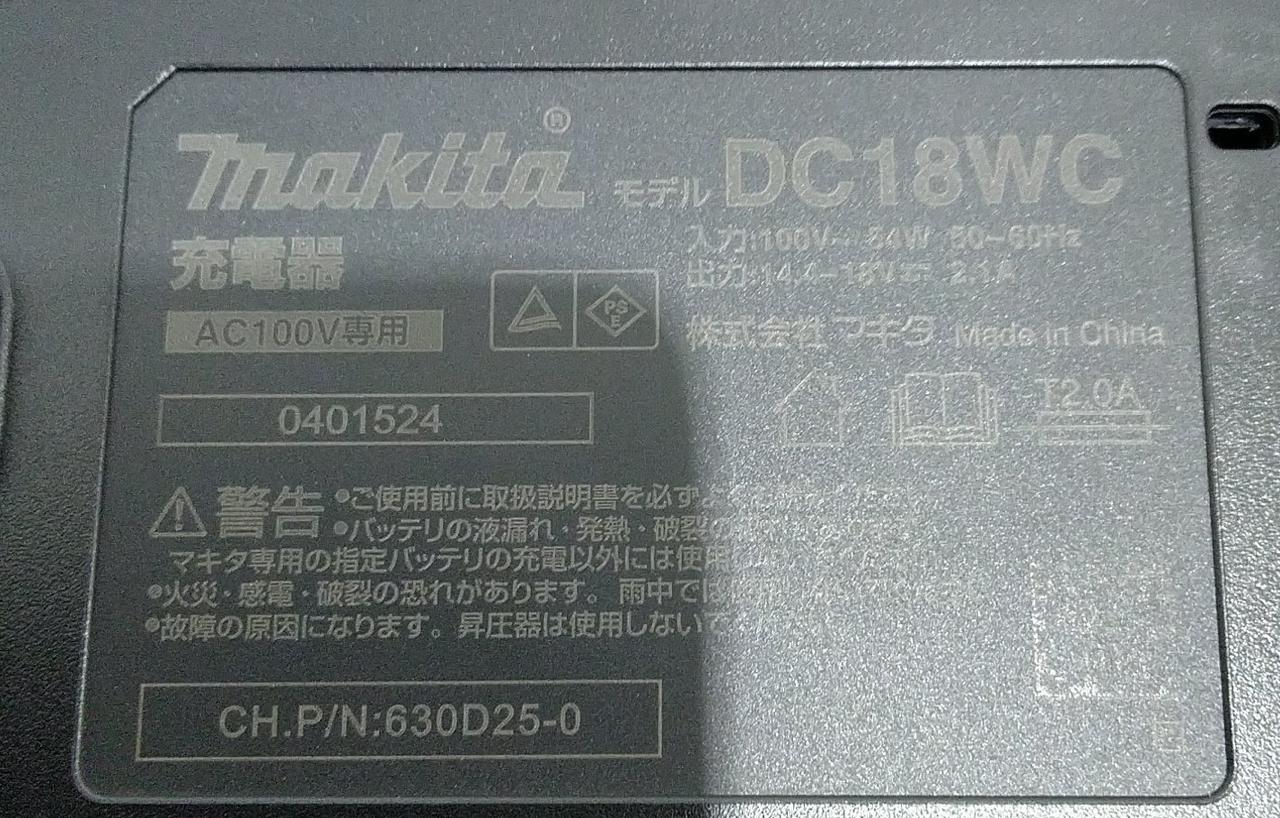 makita®
モデル DC18WC
充電器
入力:100V~ 64W 50−60Hz
出力:14.4−18V⎓ 2.1A
AC100V専用
PS
E
株式会社 マキタ Made in China
0401524
T2.0A
警告 •ご使用前に取扱説明書を必ず
•バッテリの液漏れ・発熱・破裂の
マキタ専用の指定バッテリの充電以外には使用
•火災・感電・破裂の恐れがあります。雨中では
•故障の原因になります。昇圧器は使用しないで
CH.P/N:630D25-0